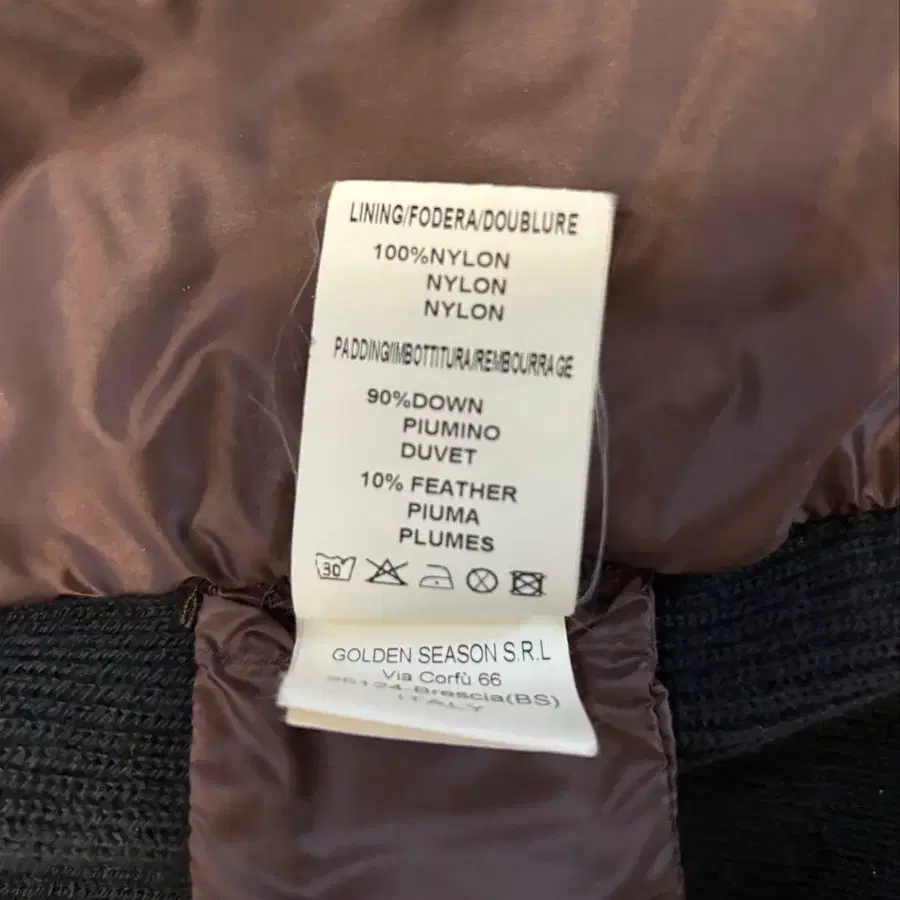 LINING/FODERA/DOUBLURE
100%NYLON
NYLON
NYLON
PADDING/IMBOTTITURA/REMBOURRAGE
90%DOWN
PIUMINO
DUVET
10% FEATHER
PIUMA
PLUMES
30
GOLDEN SEASON S.R.L
Via Corfù 66
25124-Brescia(BS)
ITALY